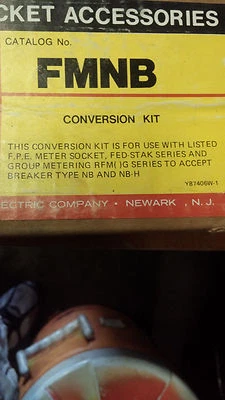 CKET ACCESSORIES
CATALOG No.
FMNB
CONVERSION KIT
THIS CONVERSION KIT IS FOR USE WITH LISTED
F.P.E. METER SOCKET, FED-STAK SERIES AND
GROUP METERING RFM( )G SERIES TO ACCEPT
BREAKER TYPE NB AND NB-H
YB7406W-1
ECTRIC COMPANY • NEWARK, N. J.